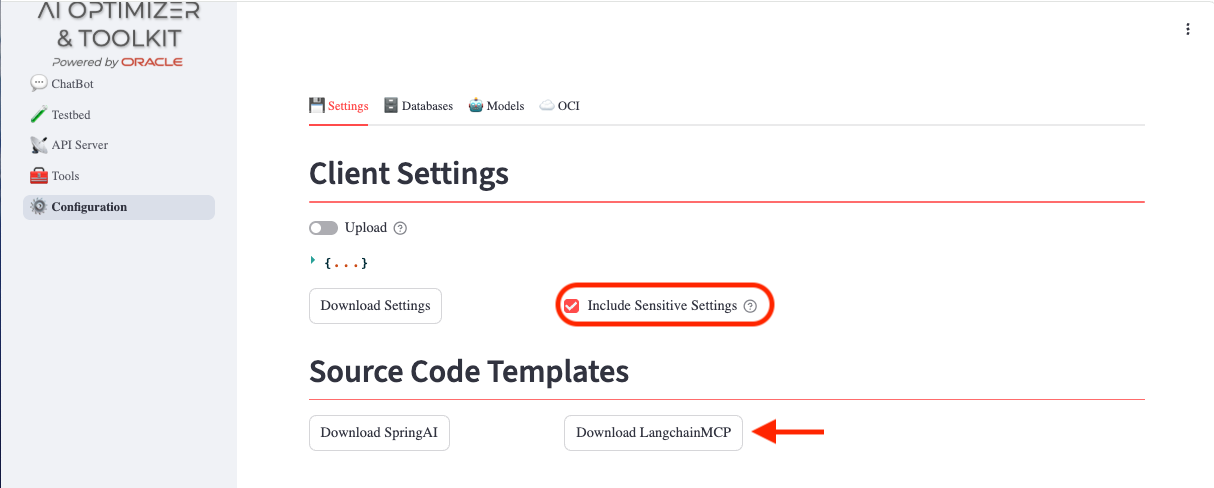 AI OPTIMIZER
& TOOLKIT
Powered by ORACLE
ChatBot
Testbed
API Server
Tools
Configuration
Settings Databases Models OCI
Client Settings
Upload
{...}
Download Settings Include Sensitive Settings
Source Code Templates
Download SpringAI Download LangchainMCP